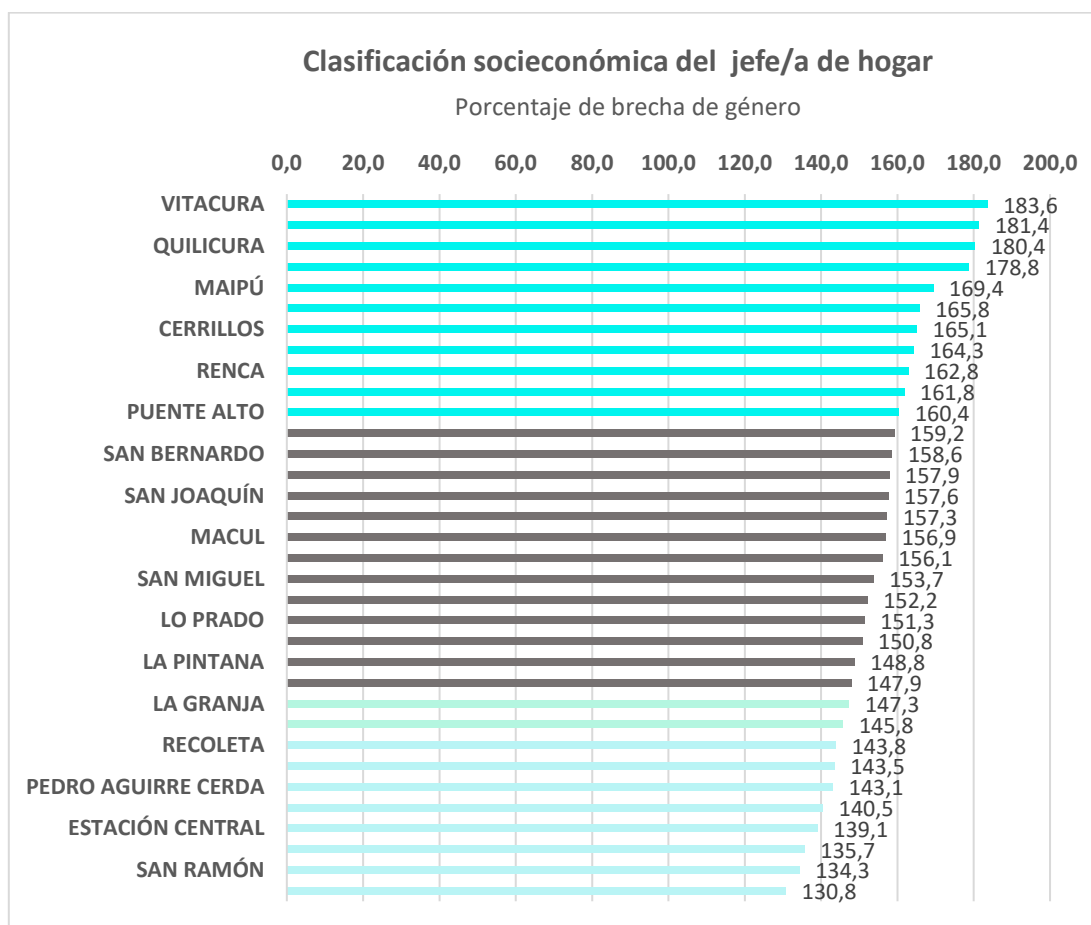 Clasificación socieconómica del  jefe/a de hogar
Porcentaje de brecha de género
0,0 20,0 40,0 60,0 80,0 100,0 120,0 140,0 160,0 180,0 200,0
VITACURA 183,6
181,4
QUILICURA 180,4
178,8
MAIPÚ 169,4
165,8
CERRILLOS 165,1
164,3
RENCA 162,8
161,8
PUENTE ALTO 160,4
159,2
SAN BERNARDO 158,6
157,9
SAN JOAQUÍN 157,6
157,3
MACUL 156,9
156,1
SAN MIGUEL 153,7
152,2
LO PRADO 151,3
150,8
LA PINTANA 148,8
147,9
LA GRANJA 147,3
145,8
RECOLETA 143,8
143,5
PEDRO AGUIRRE CERDA 143,1
140,5
ESTACIÓN CENTRAL 139,1
135,7
SAN RAMÓN 134,3
130,8